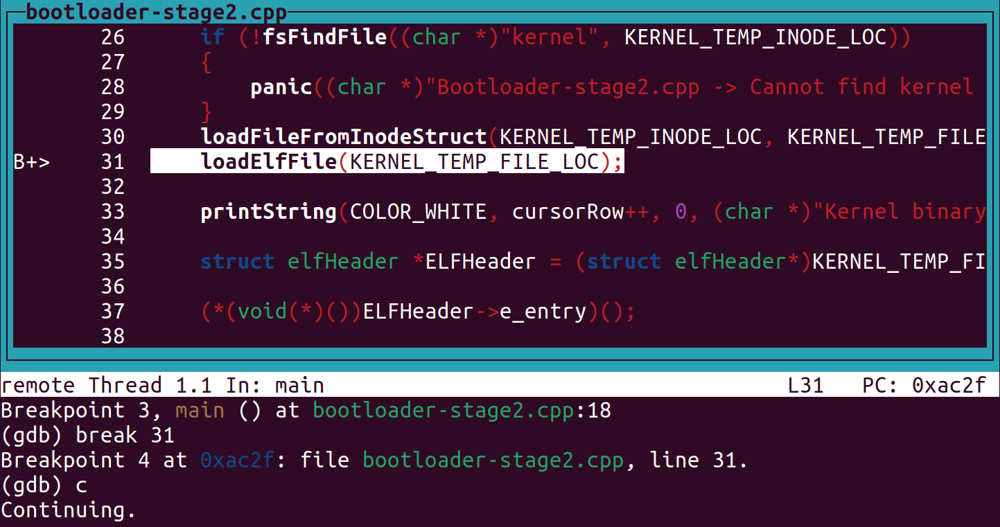 bootloader-stage2.cpp
26 if (!fsFindFile((char *)"kernel", KERNEL_TEMP_INODE_LOC))
27 {
28 panic((char *)"Bootloader-stage2.cpp -> Cannot find kernel
29 }
30 loadFileFromInodeStruct(KERNEL_TEMP_INODE_LOC, KERNEL_TEMP_FILE
B+> 31 loadElfFile(KERNEL_TEMP_FILE_LOC);
32
33 printString(COLOR_WHITE, cursorRow++, 0, (char *)"Kernel binary
34
35 struct elfHeader *ELFHeader = (struct elfHeader*)KERNEL_TEMP_FI
36
37 (*(void(*)())ELFHeader->e_entry)();
38
remote Thread 1.1 In: main L31 PC: 0xac2f
Breakpoint 3, main () at bootloader-stage2.cpp:18
(gdb) break 31
Breakpoint 4 at 0xac2f: file bootloader-stage2.cpp, line 31.
(gdb) c
Continuing.